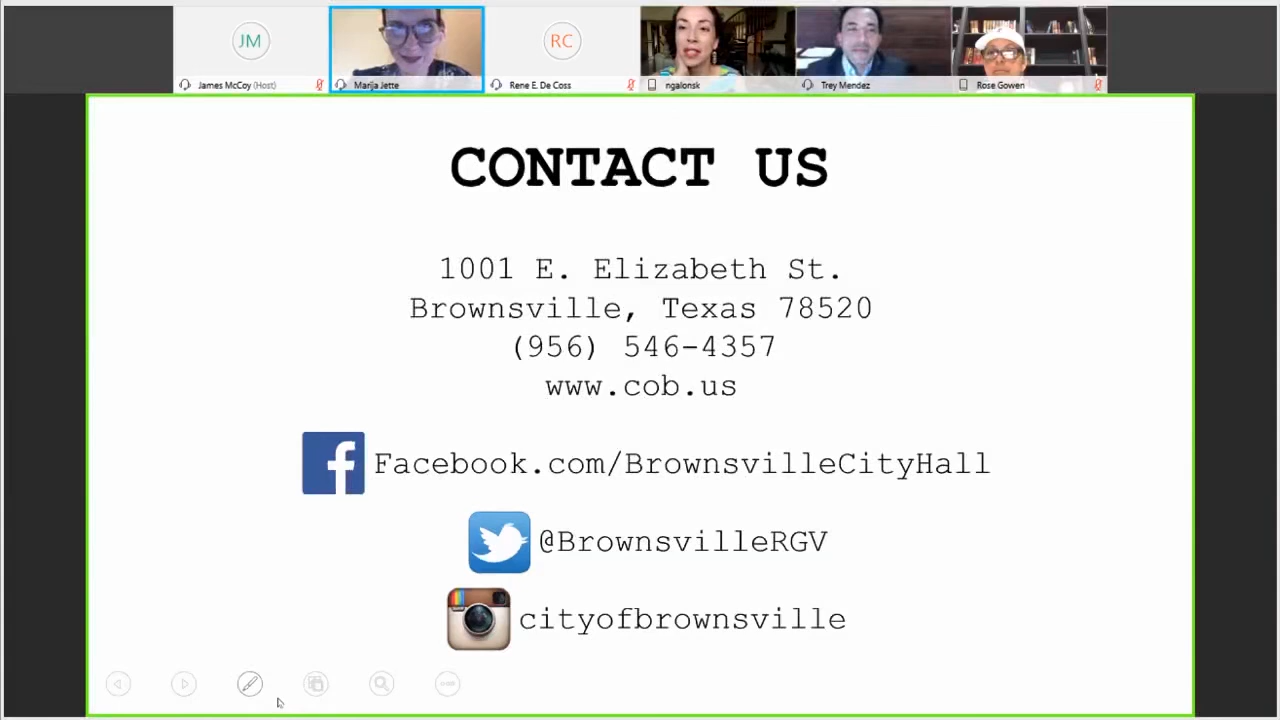 JM
RC
James McCoy (Host)
Marija Jette
Rene E. De Coss
ngalonsk
Trey Mendez
Rose Gowen
CONTACT US
1001 E. Elizabeth St.
Brownsville, Texas 78520
(956) 546-4357
www.cob.us
Facebook.com/BrownsvilleCityHall
@BrownsvilleRGV
cityofbrownsville